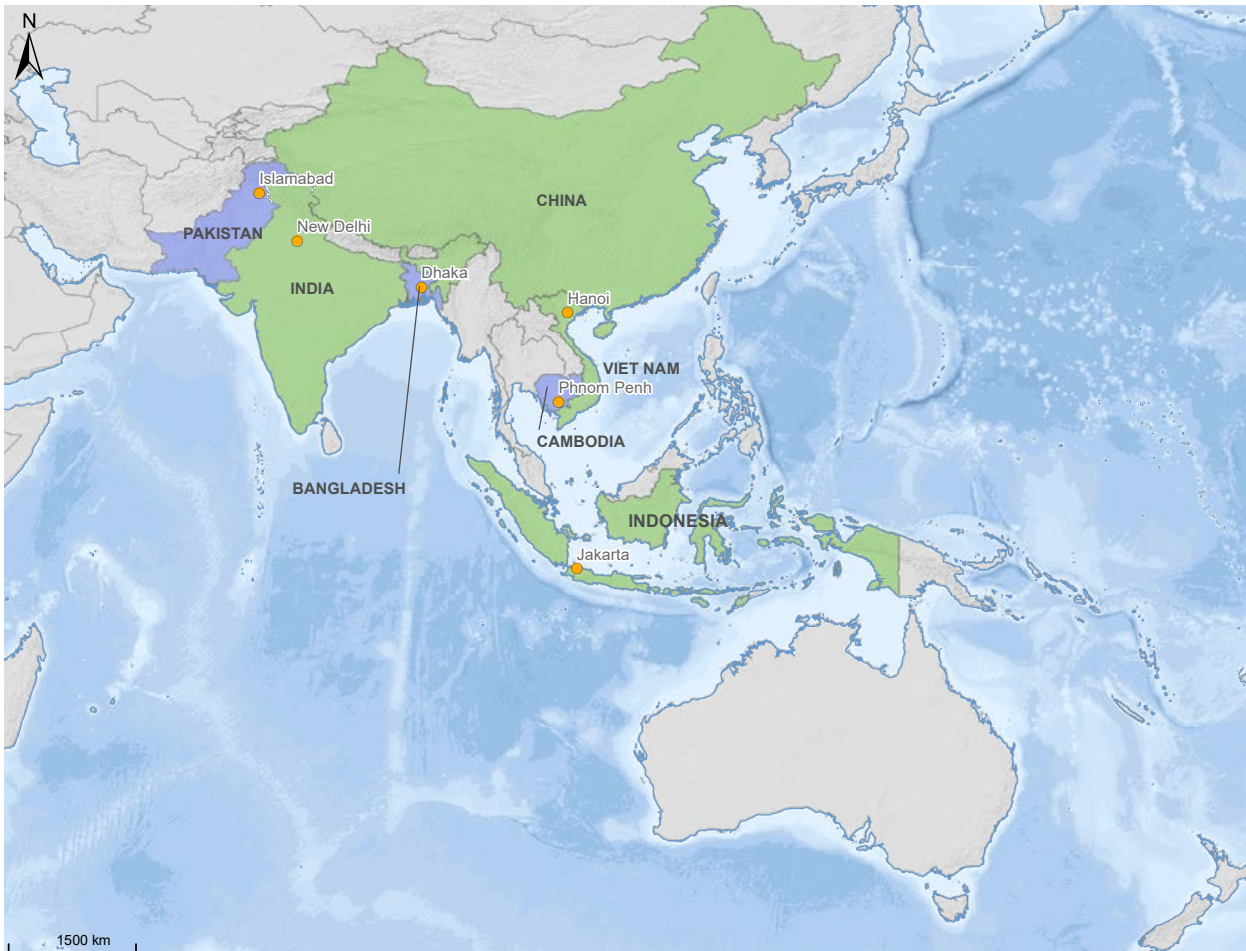 N
Islamabad
CHINA
New Delhi
PAKISTAN
Dhaka
INDIA
Hanoi
VIET NAM
Phnom Penh
CAMBODIA
BANGLADESH
INDONESIA
Jakarta
1500 km